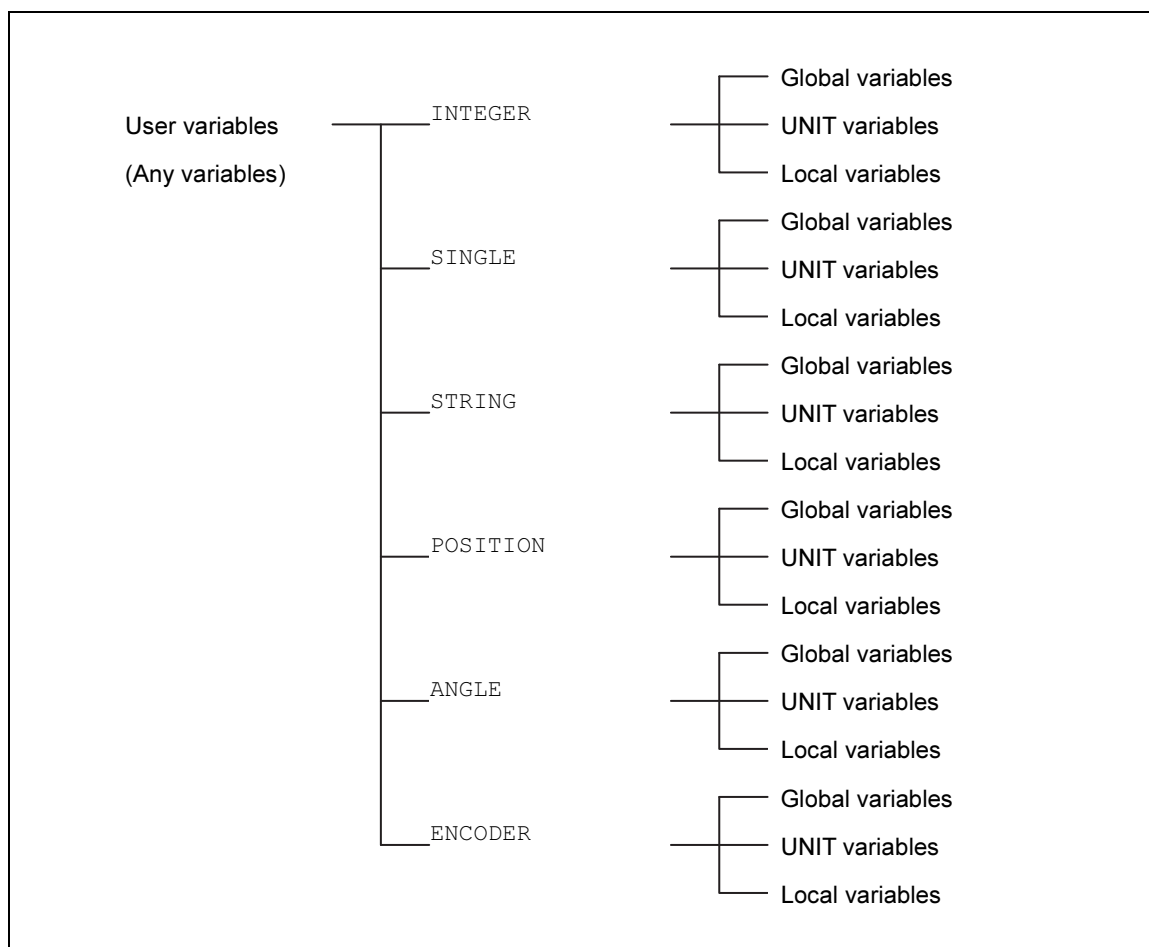 User variables
(Any variables)
INTEGER
Global variables
UNIT variables
Local variables
SINGLE
Global variables
UNIT variables
Local variables
STRING
Global variables
UNIT variables
Local variables
POSITION
Global variables
UNIT variables
Local variables
ANGLE
Global variables
UNIT variables
Local variables
ENCODER
Global variables
UNIT variables
Local variables